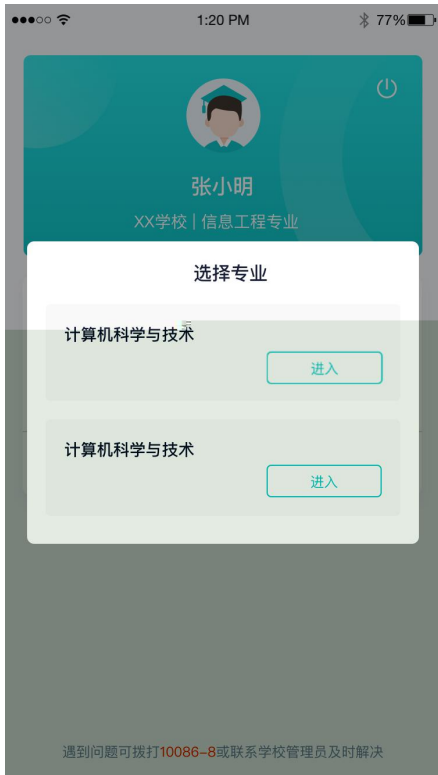 1:20 PM
77%
张小明
XX学校 | 信息工程专业
选择专业
计算机科学与技术
进入
计算机科学与技术
进入
遇到问题可拨打10086-8或联系学校管理员及时解决